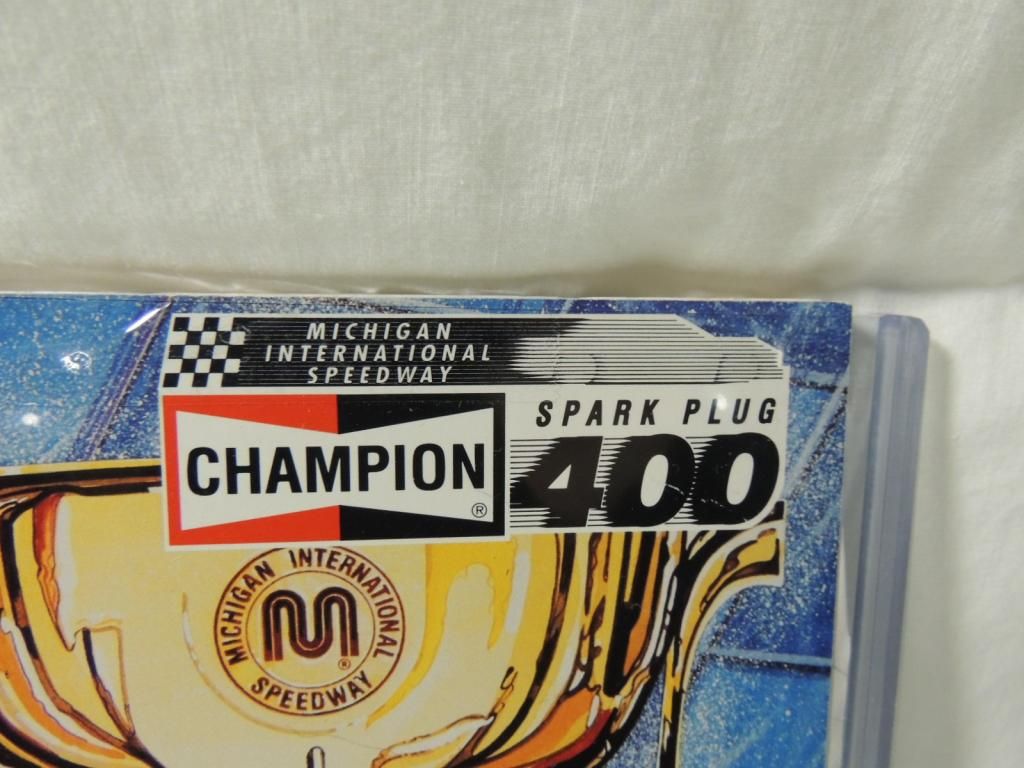 MICHIGAN
INTERNATIONAL
SPEEDWAY
CHAMPION
®
SPARK PLUG
400
MICHIGAN INTERNATIONAL
M
®
SPEEDWAY